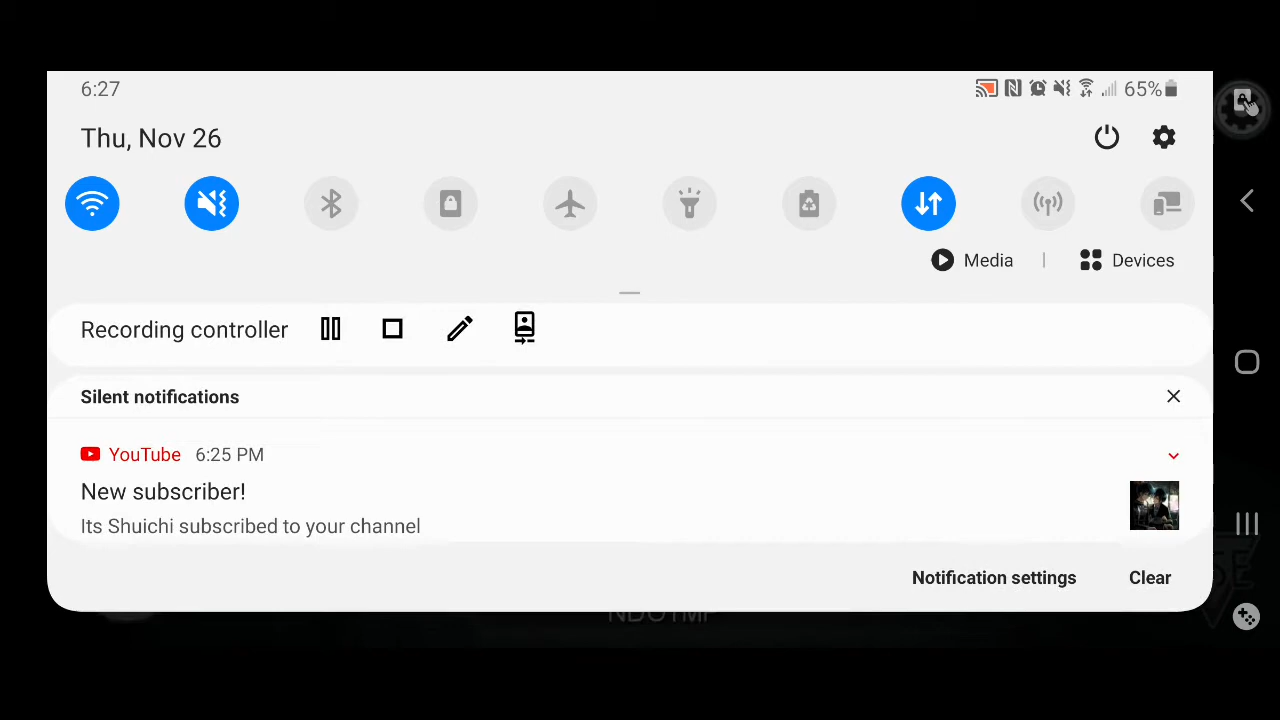 6:27 65%
Thu, Nov 26
Media | Devices
Recording controller
Silent notifications
YouTube 6:25 PM
New subscriber!
Its Shuichi subscribed to your channel
Notification settings Clear